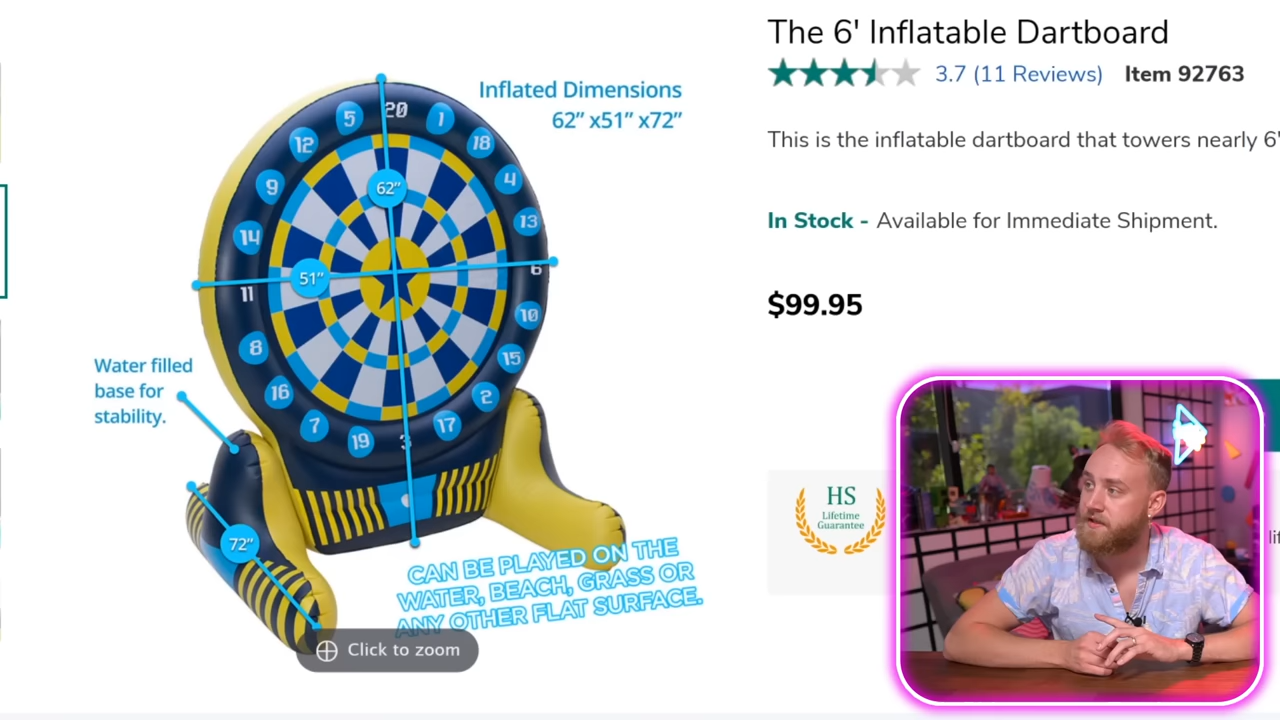 The 6' Inflatable Dartboard
3.7 (11 Reviews) Item 92763
This is the inflatable dartboard that towers nearly 6'
In Stock - Available for Immediate Shipment.
$99.95
HS
Lifetime
Guarantee
Inflated Dimensions
62” x51” x72”
20
1
18
4
13
6
10
15
2
17
3
19
7
16
8
11
14
9
12
5
62”
51”
Water filled
base for
stability.
72”
CAN BE PLAYED ON THE
WATER, BEACH, GRASS OR
ANY OTHER FLAT SURFACE.
Click to zoom